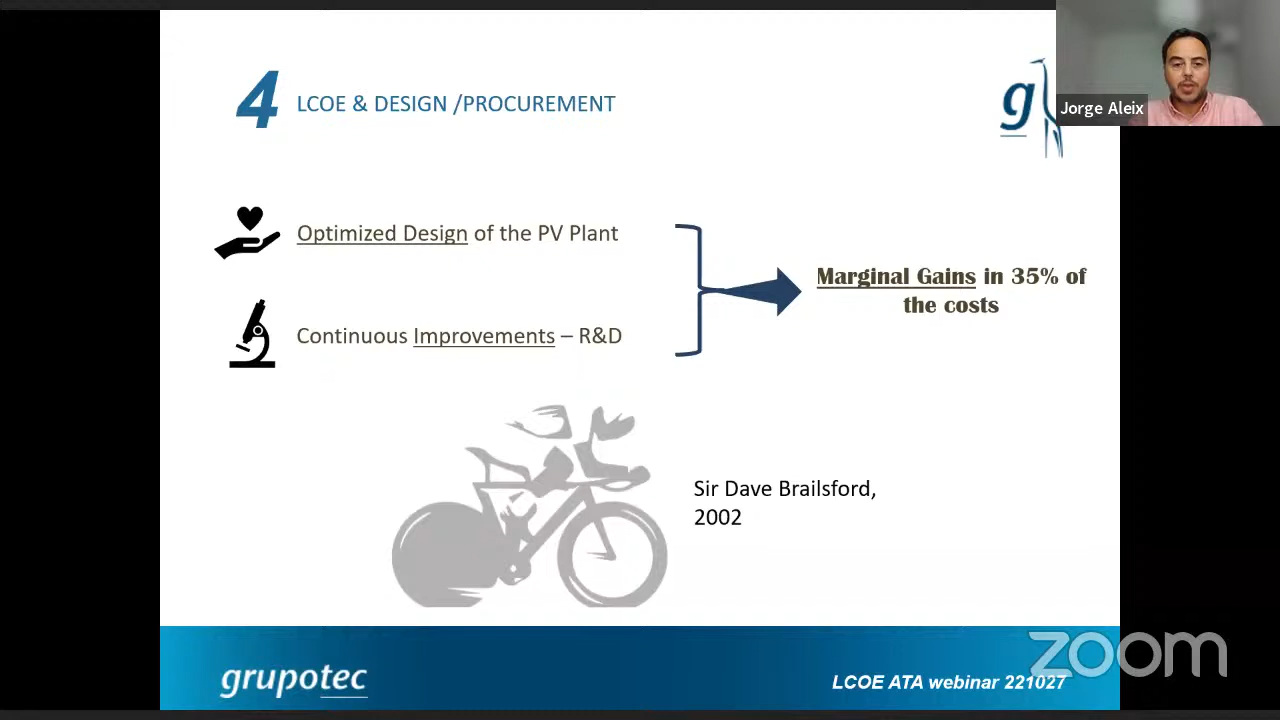 4 LCOE & DESIGN /PROCUREMENT
g
Jorge Aleix
Optimized Design of the PV Plant
Continuous Improvements – R&D
Marginal Gains in 35% of
the costs
Sir Dave Brailsford,
2002
grupotec
LCOE ATA webinar 221027
zoom